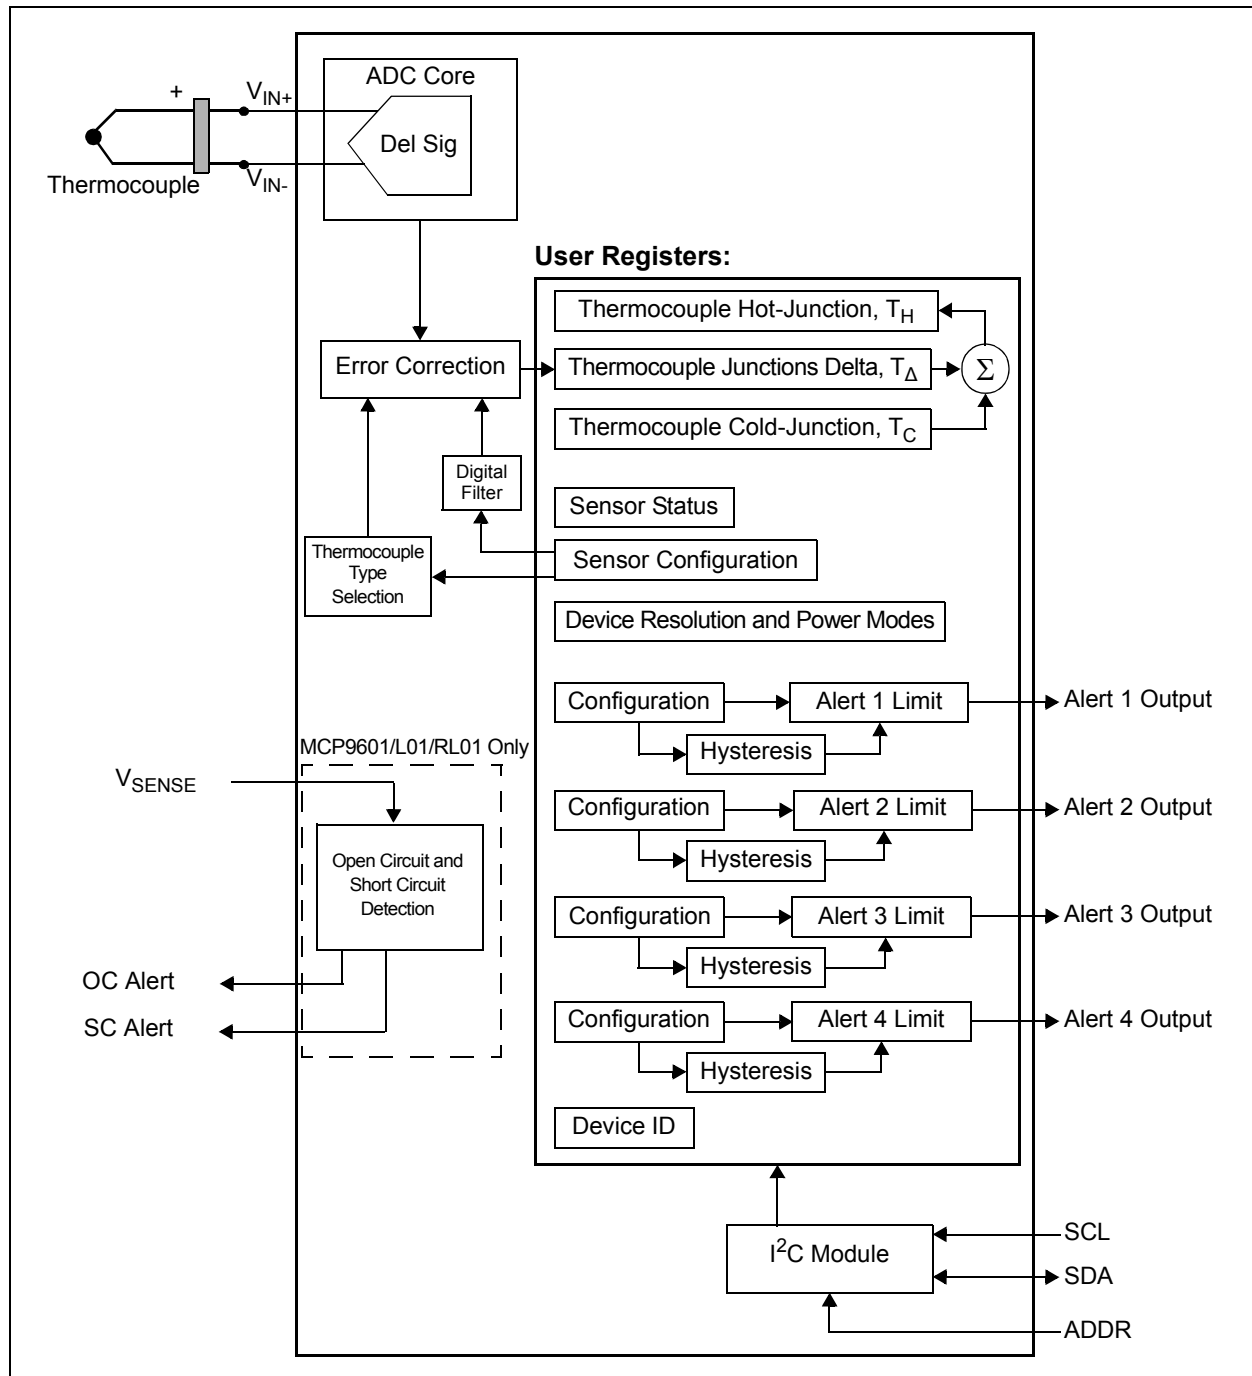 ADC Core
+
VIN+
Del Sig
Thermocouple
VIN-
User Registers:
Thermocouple Hot-Junction, TH
Error Correction
Thermocouple Junctions Delta, TΔ
Σ
Thermocouple Cold-Junction, TC
Digital
Filter
Sensor Status
Thermocouple
Type
Selection
Sensor Configuration
Device Resolution and Power Modes
Configuration
Alert 1 Limit
Alert 1 Output
Hysteresis
MCP9601/L01/RL01 Only
VSENSE
Configuration
Alert 2 Limit
Alert 2 Output
Hysteresis
Open Circuit and
Short Circuit
Detection
Configuration
Alert 3 Limit
Alert 3 Output
Hysteresis
OC Alert
SC Alert
Configuration
Alert 4 Limit
Alert 4 Output
Hysteresis
Device ID
I2C Module
SCL
SDA
ADDR